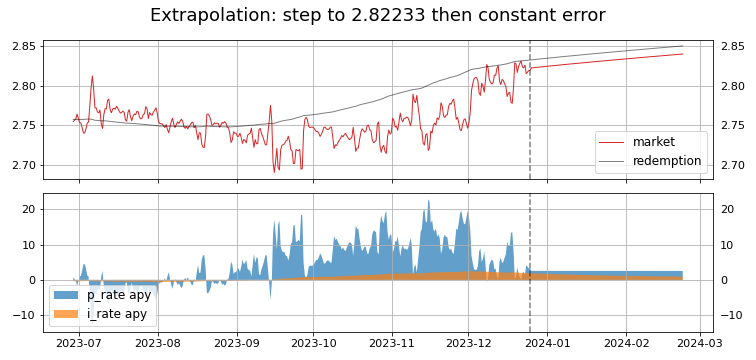 Extrapolation: step to 2.82233 then constant error
2.85 2.85
2.80 2.80
2.75 2.75
2.70 2.70
market
redemption
20 20
10 10
0 0
−10 −10
p_rate apy
i_rate apy
2023-07 2023-08 2023-09 2023-10 2023-11 2023-12 2024-01 2024-02 2024-03